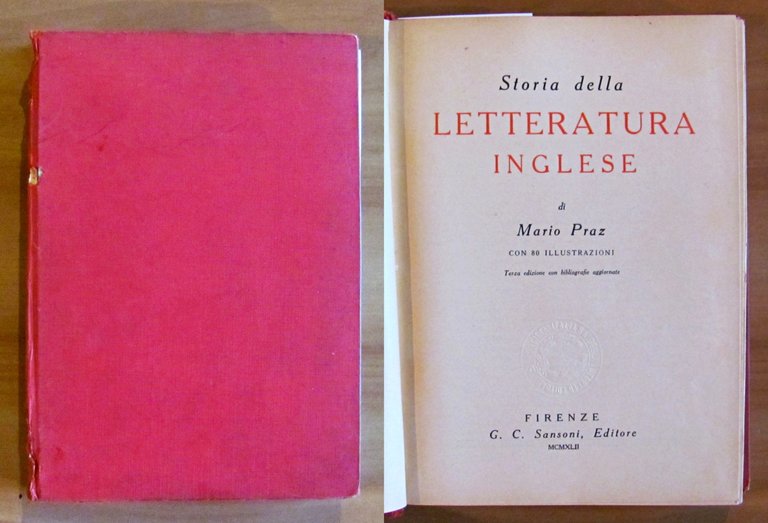 Storia della
LETTERATURA
INGLESE
di
Mario Praz
CON 80 ILLUSTRAZIONI
Terza edizione con bibliografie aggiornate
FIRENZE
G. C. Sansoni, Editore
MCMXLII